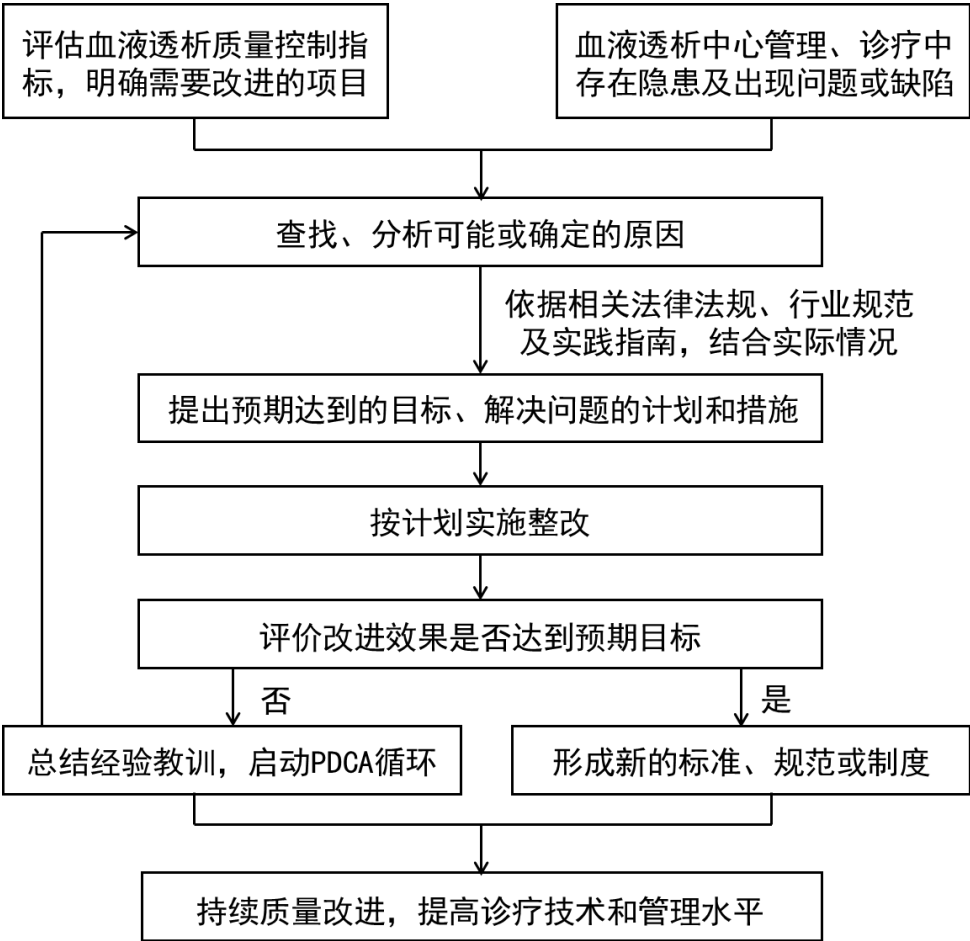 评估血液透析质量控制指
标，明确需要改进的项目
血液透析中心管理、诊疗中
存在隐患及出现问题或缺陷
查找、分析可能或确定的原因
依据相关法律法规、行业规范
及实践指南，结合实际情况
提出预期达到的目标、解决问题的计划和措施
按计划实施整改
评价改进效果是否达到预期目标
否
是
总结经验教训，启动PDCA循环
形成新的标准、规范或制度
持续质量改进，提高诊疗技术和管理水平